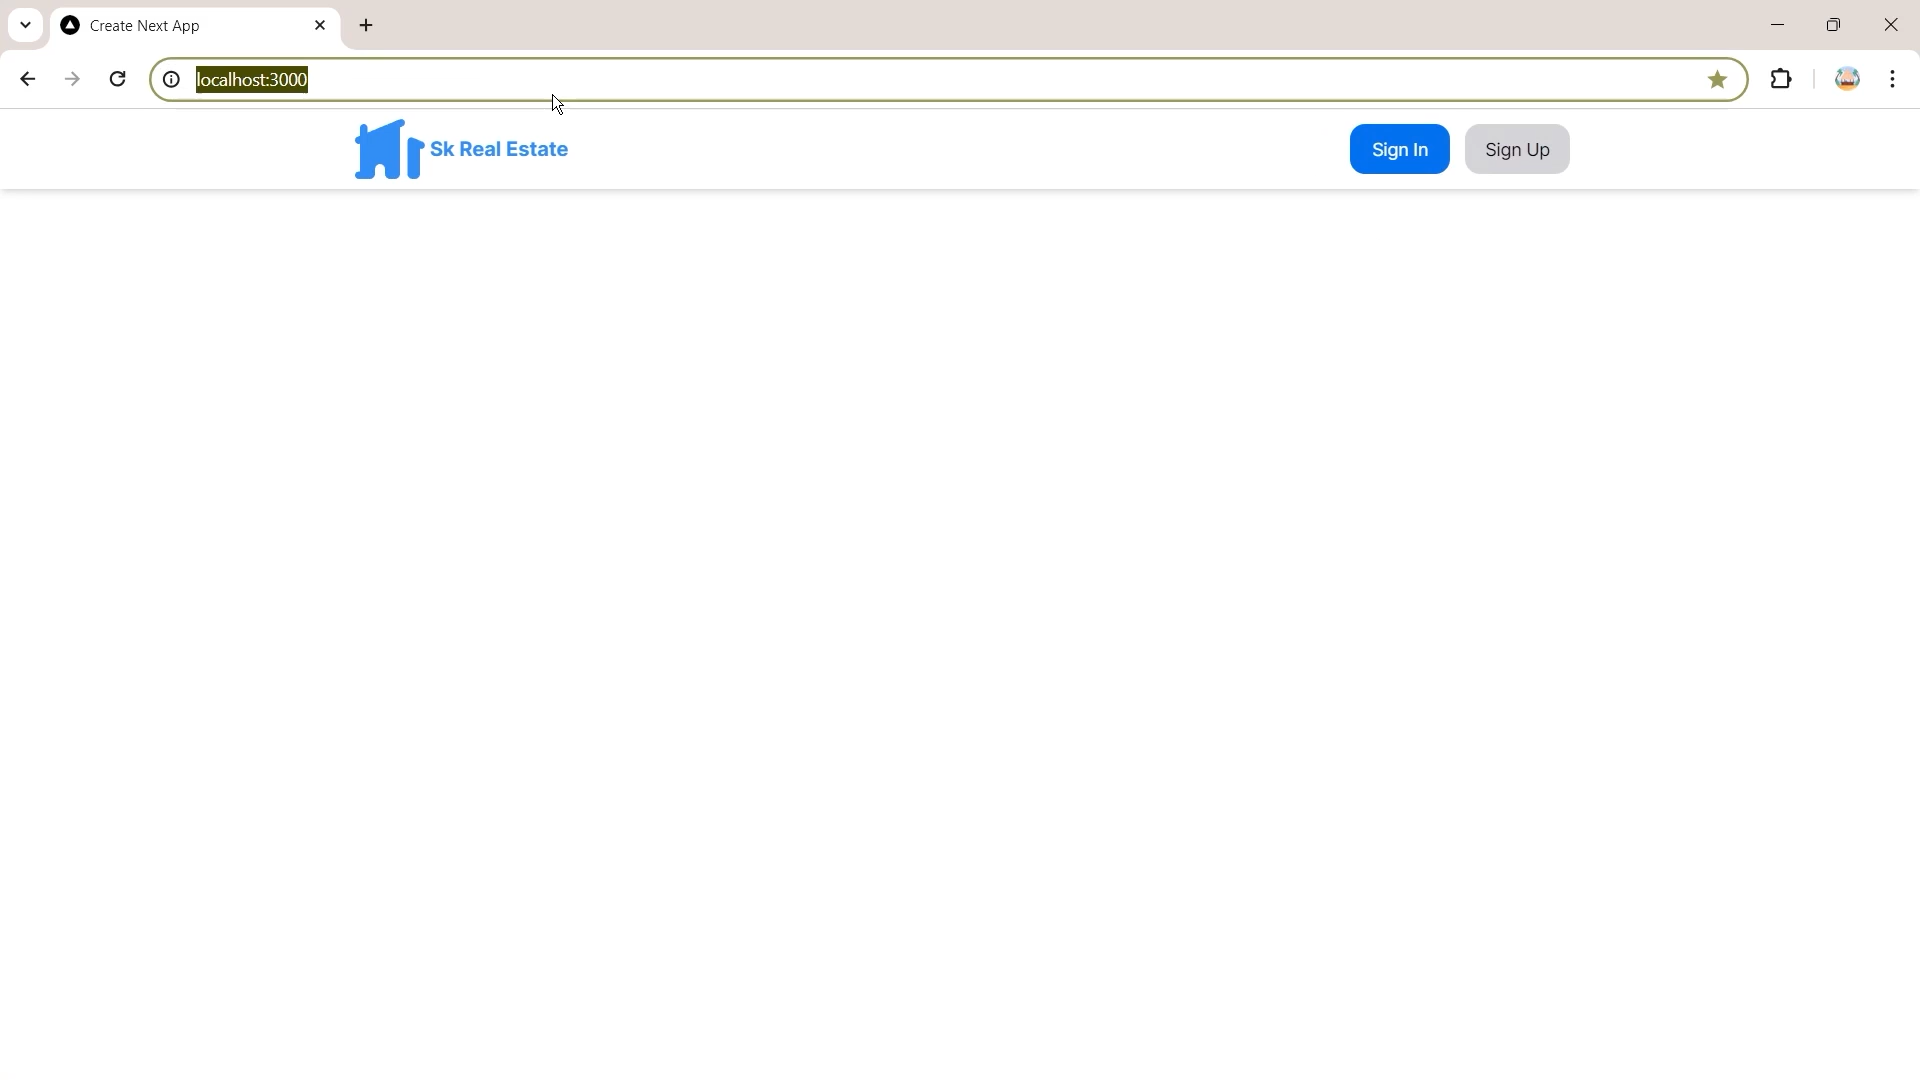 Create Next App
localhost:3000
Sk Real Estate
Sign In
Sign Up